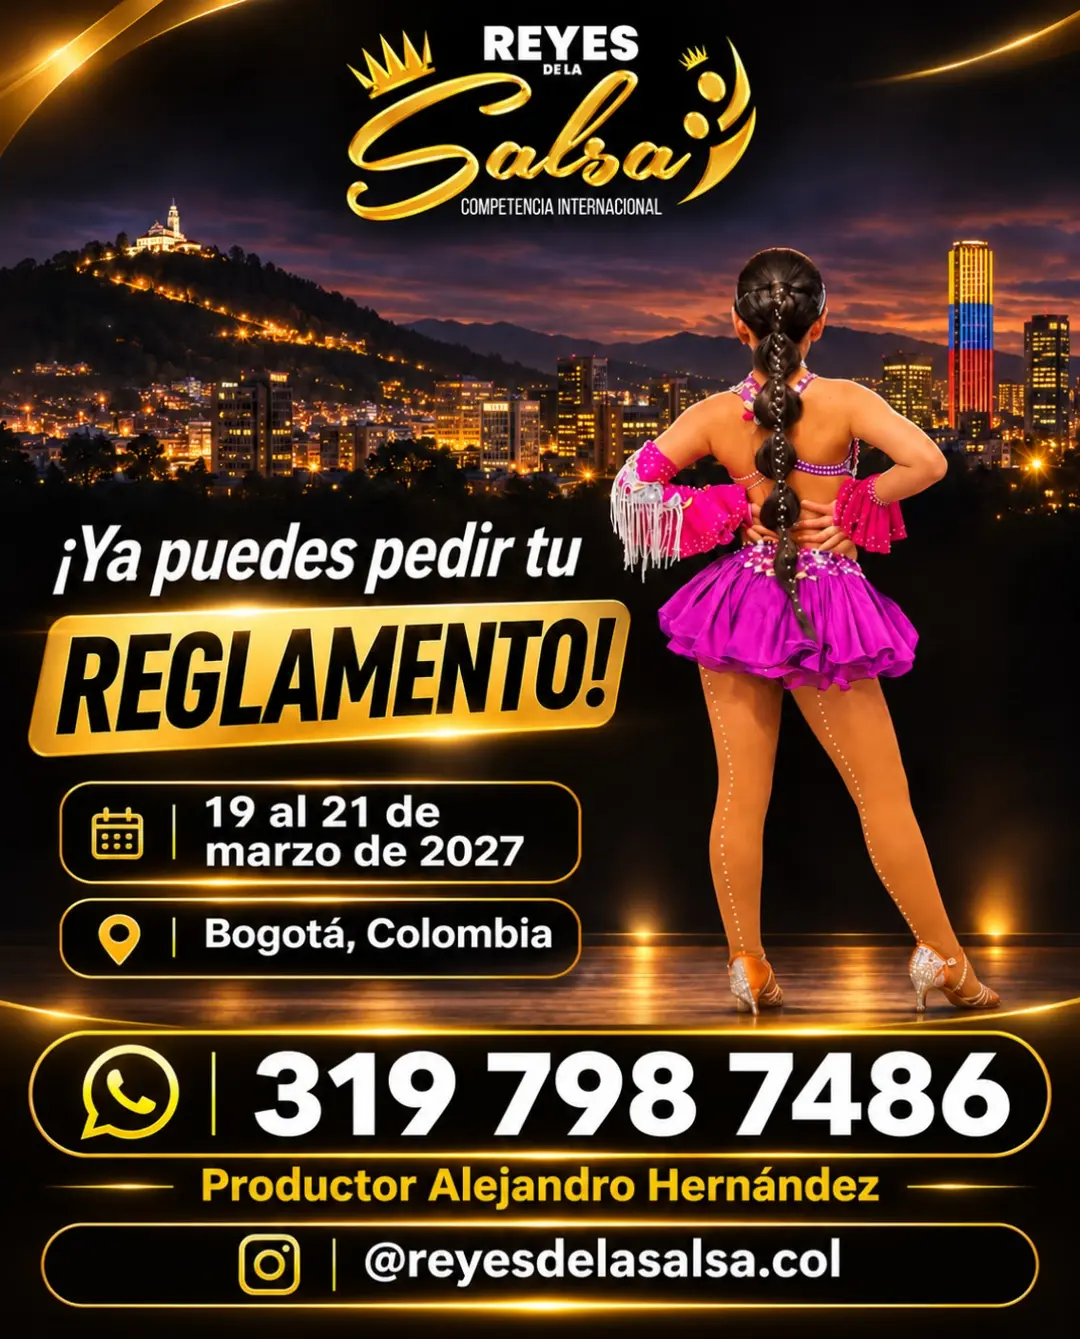 REYES
DE LA
Salsa
COMPETENCIA INTERNACIONAL
¡Ya puedes pedir tu
REGLAMENTO!
19 al 21 de
marzo de 2027
Bogotá, Colombia
319 798 7486
Productor Alejandro Hernández
@reyesdelasalsa.col